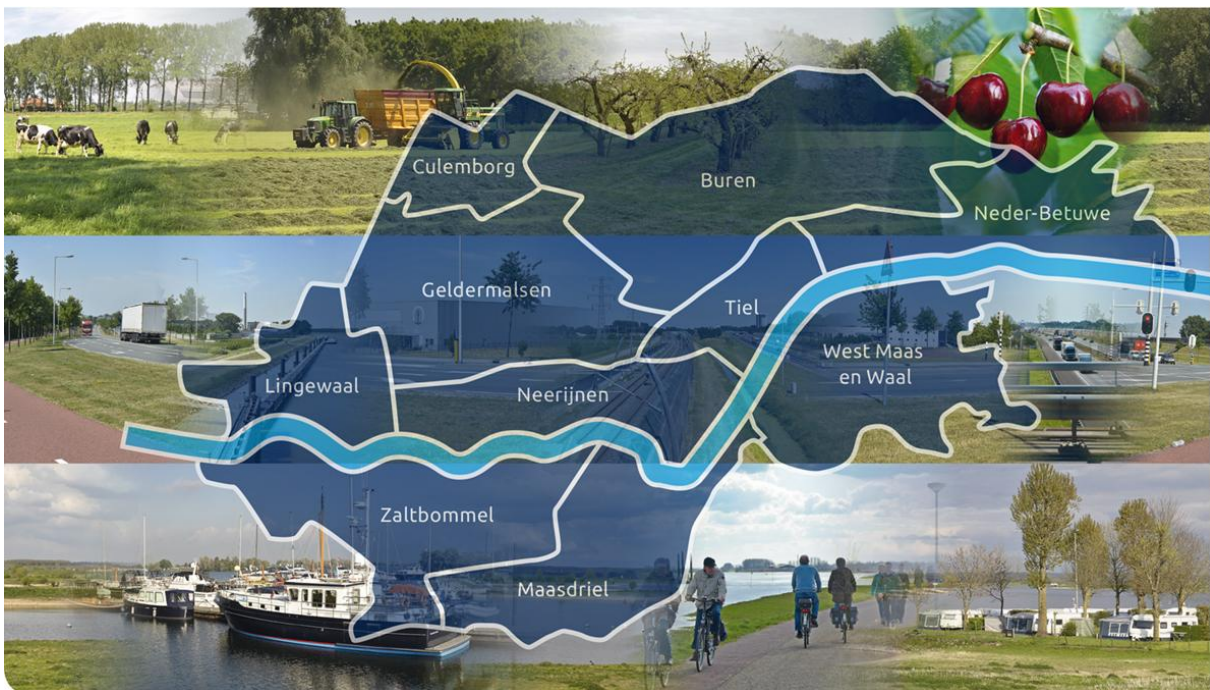 Culemborg
Buren
Neder-Betuwe
Geldermalsen
Tiel
West Maas
en Waal
Lingewaal
Neerijnen
Zaltbommel
Maasdriel